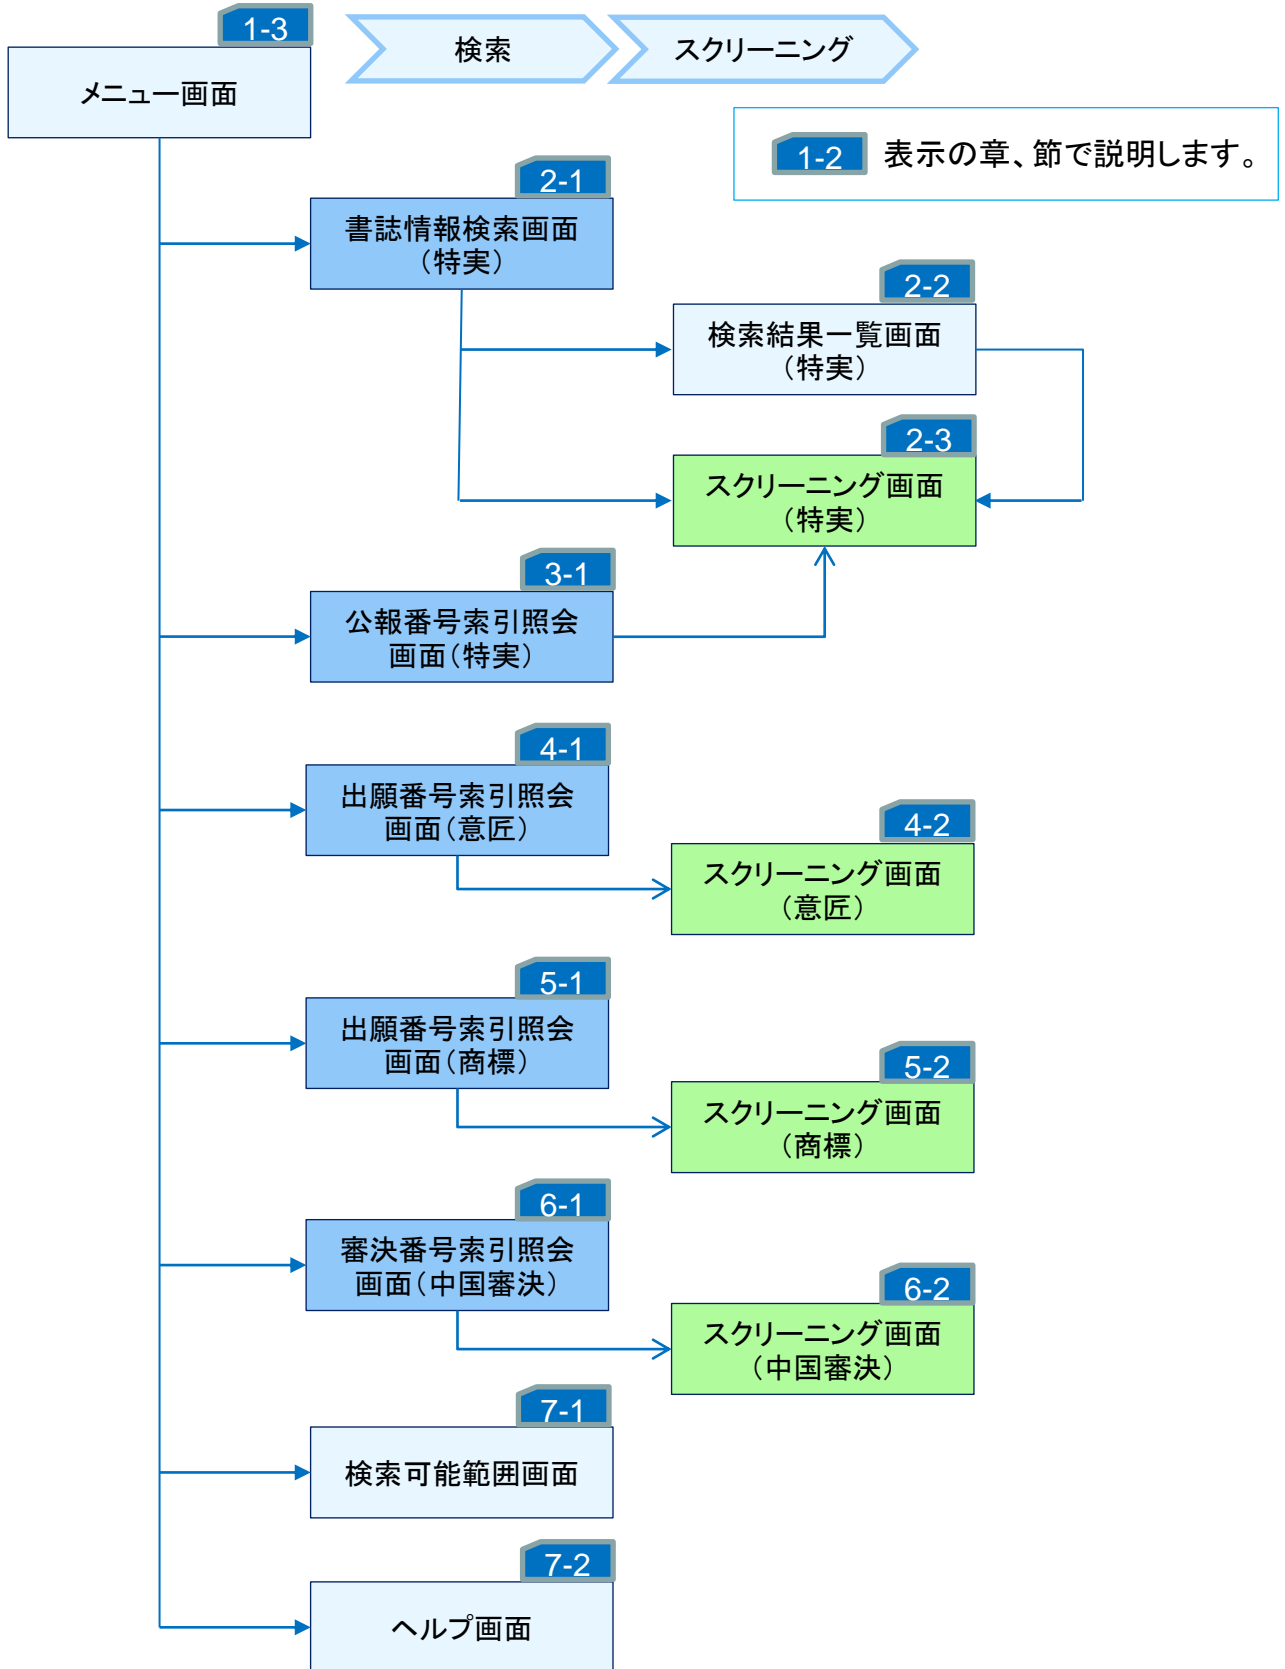 1-3
メニュー画面
検索
スクリーニング
1-2 表示の章、節で説明します。
2-1
書誌情報検索画面
（特実）
2-2
検索結果一覧画面
（特実）
2-3
スクリーニング画面
（特実）
3-1
公報番号索引照会
画面（特実）
4-1
出願番号索引照会
画面（意匠）
4-2
スクリーニング画面
（意匠）
5-1
出願番号索引照会
画面（商標）
5-2
スクリーニング画面
（商標）
6-1
審決番号索引照会
画面（中国審決）
6-2
スクリーニング画面
（中国審決）
7-1
検索可能範囲画面
7-2
ヘルプ画面